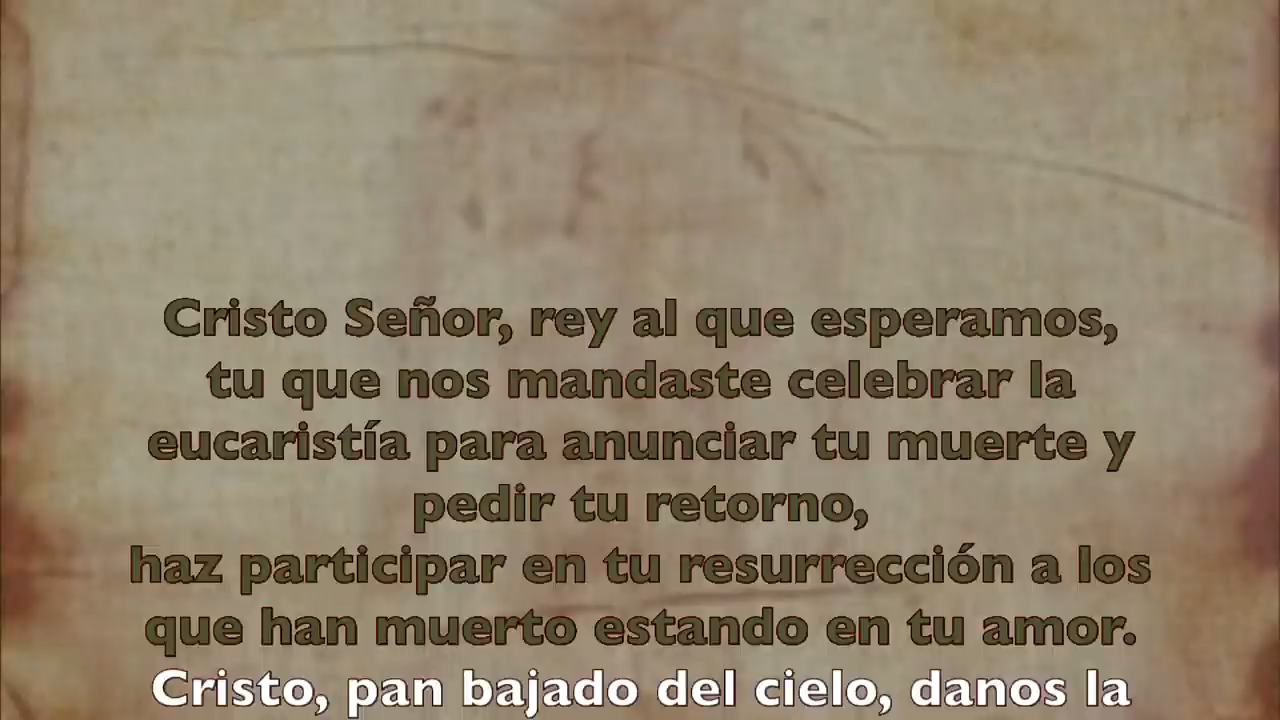 Cristo Señor, rey al que esperamos,
tu que nos mandaste celebrar la
eucaristía para anunciar tu muerte y
pedir tu retorno,
haz participar en tu resurrección a los
que han muerto estando en tu amor.
Cristo, pan bajado del cielo, danos la